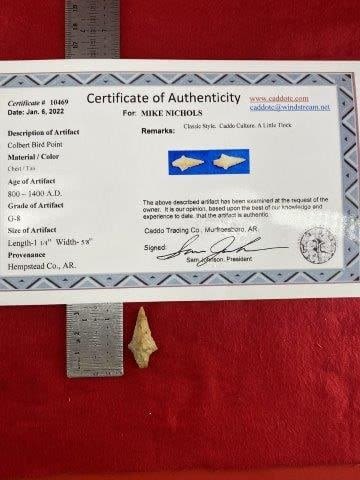 Certificate of Authenticity
Certificate # 10469
Date: Jan. 6, 2022
For: MIKE NICHOLS
www.caddotc.com
caddotc@windstream.net
Description of Artifact
Colbert Bird Point
Material / Color
Chert / Tan
Age of Artifact
800 – 1400 A.D.
Grade of Artifact
G-8
Size of Artifact
Length-1 1/4" Width- 5/8"
Provenance
Hempstead Co., AR.
Remarks: Classic Style. Caddo Culture. A Little Thick
The above described artifact has been examined at the request of the
owner. It is our opinion, based upon the best of our knowledge and
experience to date, that the artifact is authentic.
Caddo Trading Co., Murfreesboro, AR.
Signed: Sam Johnson
Sam Johnson, President